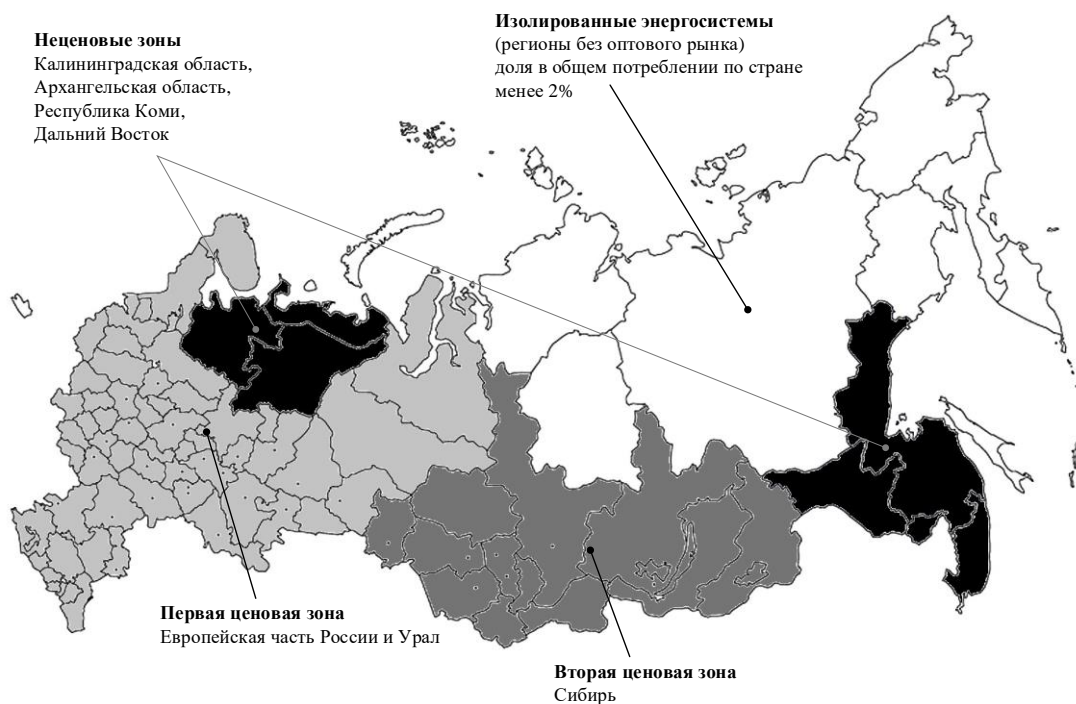 Неценовые зоны
Калининградская область,
Архангельская область,
Республика Коми,
Дальний Восток
Изолированные энергосистемы
(регионы без оптового рынка)
доля в общем потреблении по стране
менее 2%
Первая ценовая зона
Европейская часть России и Урал
Вторая ценовая зона
Сибирь